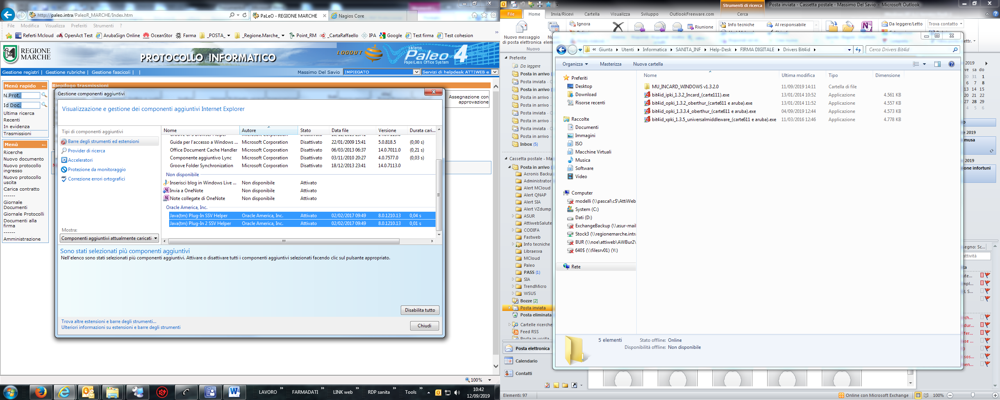 http://paleo.intra/PaleoR_MARCHE/Index.htm
PaLeO - REGIONE MARCHE
Nagios Core
File Modifica Visualizza Preferiti Strumenti ?
Referti Mcloud OpenAct Test ArubaSign Online OceanStor Farma _POSTA_ _Regione.Marche_ Point_RM _CartaRaffaello IPA Google Test firma Test cohesion
REGIONE
MARCHE
PROTOCOLLO INFORMATICO
LOGOUT
sistema
Paleo 4
PaperLess Office System
Gestione registri | Gestione rubriche | Gestione fascicoli | |
Massimo Del Savio IMPIEGATO Servizi di helpdesk ATTIWEB e
Menù rapido
N.Prot.
Id Doc.
Ultima ricerca
Recenti
In evidenza
Trasmissioni
Menù
Ricerche
Nuovo documento
Nuovo protocollo
ingresso
Nuovo protocollo
uscita
Carica contratto
------
Giornale
Documenti
Giornale Protocolli
Documenti alla
firma
------
Amministrazione
Riepilogo trasmissioni
Assegnazione con
approvazione
Gestione componenti aggiuntivi
Visualizzazione e gestione dei componenti aggiuntivi Internet Explorer
Tipi di componenti aggiuntivi
Barre degli strumenti ed estensioni
Provider di ricerca
Acceleratori
Protezione da monitoraggio
Correzione errori ortografici
Mostra:
Componenti aggiuntivi attualmente caricati
Nome Autore Stato Data file Versione Durata cari...
Guida per l'accesso a Windows ... Microsoft Corporation Disattivato 22/01/2009 15:41 5.0.818.5 (0,00 s)
Office Document Cache Handler Microsoft Corporation Disattivato 06/03/2013 06:37 14.0.7011.0 (0,21 s)
Componente aggiuntivo Lync Microsoft Corporation Disattivato 03/11/2010 20:27 4.0.7577.0 (0,03 s)
Groove Folder Synchronization Microsoft Corporation Disattivato 18/12/2013 23:41 14.0.7113.0
Non disponibile
Inserisci blog in Windows Live ... Non disponibile Attivato
Invia a OneNote Non disponibile Attivato
Note collegate di OneNote Non disponibile Attivato
Oracle America, Inc.
Java(tm) Plug-In SSV Helper Oracle America, Inc. Attivato 02/02/2017 09:49 8.0.1210.13 0,04 s
Java(tm) Plug-In 2 SSV Helper Oracle America, Inc. Attivato 02/02/2017 09:49 8.0.1210.13 0,01 s
Sono stati selezionati più componenti aggiuntivi
Nell'elenco sono stati selezionati più componenti aggiuntivi. Attivare o disattivare tutti i componenti aggiuntivi selezionati facendo clic sul pulsante appropriato.
Disabilita tutto
Trova altre estensioni e barre degli strumenti...
Ulteriori informazioni su estensioni e barre degli strumenti
Chiudi
100%
LAVORO FARMADATI LINK web RDP sanita Tools
10:42
12/09/2019
Strumenti di ricerca
Posta inviata - Cassetta postale - Massimo Del Savio - Microsoft Outlook
File Home Invia/Ricevi Cartella Visualizza Sviluppo OutlookFreeware.com Cerca
Ignora
Riunione
Info tecniche
Al responsabile
Da leggere/Letto
Trova contatto
Nuovo messaggio
di posta elettronica
Nuovo
Preferite
Da leggere
Posta in arrivo
Posta inviata
Posta in arrivo
Posta in arrivo
Posta in arrivo
Posta inviata
Posta in arrivo
Posta inviata
Posta in arrivo
Inbox (5)
Cassetta postale - Ma
Posta in arrivo
Acronis Backu
Administrator
Alert MCloud
Alert QNAP
Alert SIA
Alert VZdump
ASUR
AttiwebSalute
CODIFA
Fastweb
Info tecniche
Libraesva
MCloud
Paleo
PASS (1)
SIA
TrendMicro
WSUS
Bozze [2]
Posta inviata
Posta eliminata
Cartelle ricerche
Feed RSS
Posta in uscita
Posta elettronica
Calendario
Contatti
Elementi: 97
Giunta Utenti Informatica SANITA_INF Help-Desk FIRMA DIGITALE Drivers Bit4id
Cerca Drivers Bit4id
Organizza Masterizza Nuova cartella
Preferiti
Desktop
Download
Risorse recenti
Raccolte
Documenti
Immagini
ISO
Macchine Virtuali
Musica
Software
Video
Computer
modelli (\\pascal\c$\AttiWeb
System (C:)
Dati (D:)
ExchangeBackup (\\asur-mail
Stock3 (\\regionemarche.intra
BUR (\\noe\attiweb\AWBur2\
640$ (\\filesrv01) (Y:)
Rete
Nome Ultima modifica Tipo Dimensione
MU_INCARD_WINDOWS v1.3.2.0 11/09/2019 14:11 Cartella di file
bit4id_ipki_1.3.2_Incard_(carte111).exe 13/01/2014 10:52 Applicazione 4.561 KB
bit4id_opki_1.3.2_oberthur_(carte611 e aruba).exe 13/01/2014 11:52 Applicazione 4.557 KB
bit4id_opki_1.3.3.4_oberthur_(carte611 e aruba).exe 04/09/2019 12:44 Applicazione 4.573 KB
bit4id_xpki_1.3.5_universalmiddleware_(carte611 e aruba).exe 11/03/2016 12:46 Applicazione 4.778 KB
5 elementi
Stato offline: Online
Disponibilità offline: Non disponibile
2019
ve sa do
30 31 1
6 7 8
13 14 15
20 21 22
27 28 29
4 5 6
2019
musa
2019
one infortuni
segno: Sc...
attività
Online con Microsoft Exchange
100%